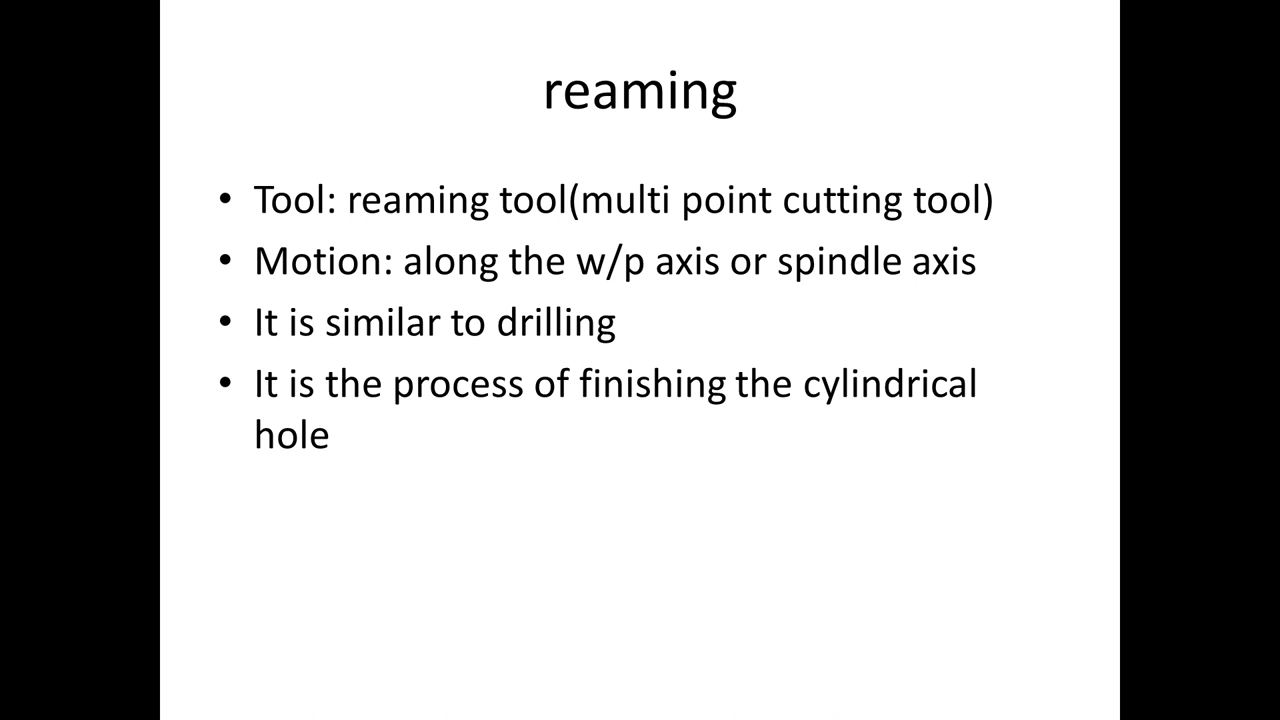 reaming
• Tool: reaming tool(multi point cutting tool)
• Motion: along the w/p axis or spindle axis
• It is similar to drilling
• It is the process of finishing the cylindrical
hole